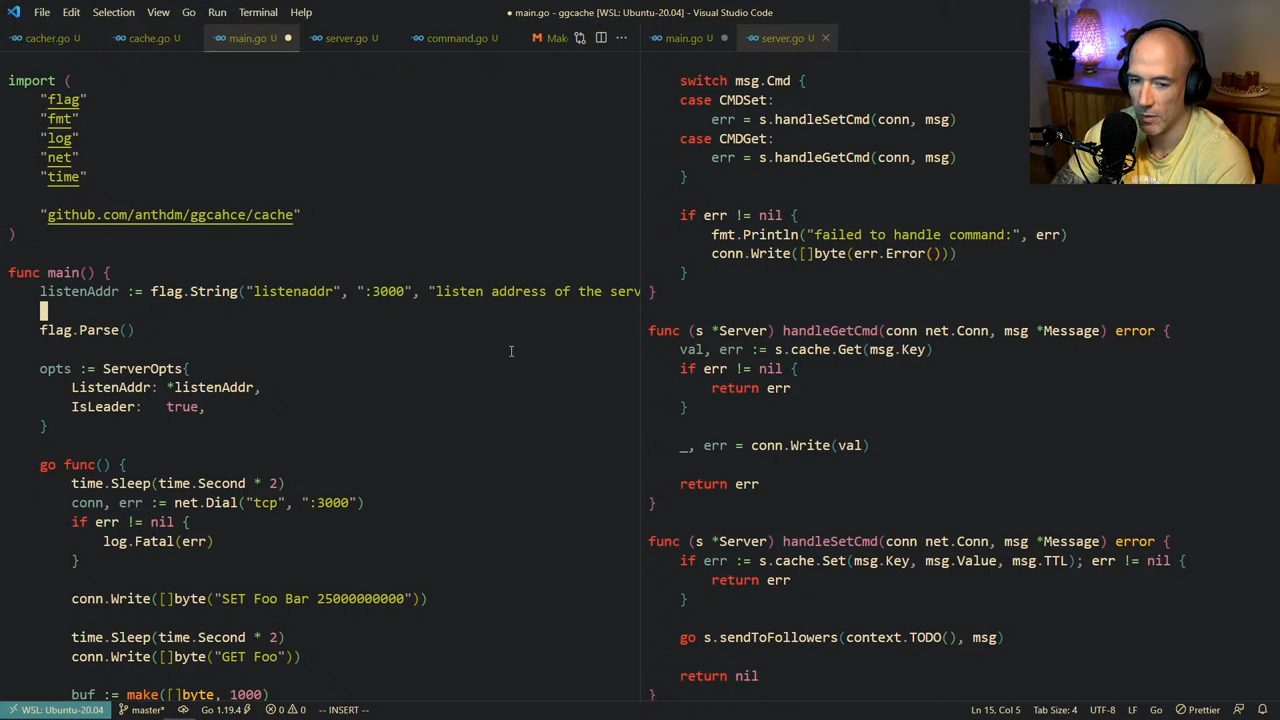 File Edit Selection View Go Run Terminal Help
● main.go - ggcache [WSL: Ubuntu-20.04] - Visual Studio Code
cacher.go U cache.go U main.go U ● server.go U command.go U Mak ··· main.go U ● server.go U ×
import (
"flag"
"fmt"
"log"
"net"
"time"
"github.com/anthdm/ggcahce/cache"
)
func main() {
listenAddr := flag.String("listenaddr", ":3000", "listen address of the serv
flag.Parse()
opts := ServerOpts{
ListenAddr: *listenAddr,
IsLeader: true,
}
go func() {
time.Sleep(time.Second * 2)
conn, err := net.Dial("tcp", ":3000")
if err != nil {
log.Fatal(err)
}
conn.Write([]byte("SET Foo Bar 25000000000"))
time.Sleep(time.Second * 2)
conn.Write([]byte("GET Foo"))
buf := make([]byte, 1000)
switch msg.Cmd {
case CMDSet:
err = s.handleSetCmd(conn, msg)
case CMDGet:
err = s.handleGetCmd(conn, msg)
}
if err != nil {
fmt.Println("failed to handle command:", err)
conn.Write([]byte(err.Error()))
}
}
func (s *Server) handleGetCmd(conn net.Conn, msg *Message) error {
val, err := s.cache.Get(msg.Key)
if err != nil {
return err
}
_, err = conn.Write(val)
return err
}
func (s *Server) handleSetCmd(conn net.Conn, msg *Message) error {
if err := s.cache.Set(msg.Key, msg.Value, msg.TTL); err != nil {
return err
}
go s.sendToFollowers(context.TODO(), msg)
return nil
}
WSL: Ubuntu-20.04 master* Go 1.19.4 0 0 -- INSERT -- Ln 15, Col 5 Tab Size: 4 UTF-8 LF Go Prettier